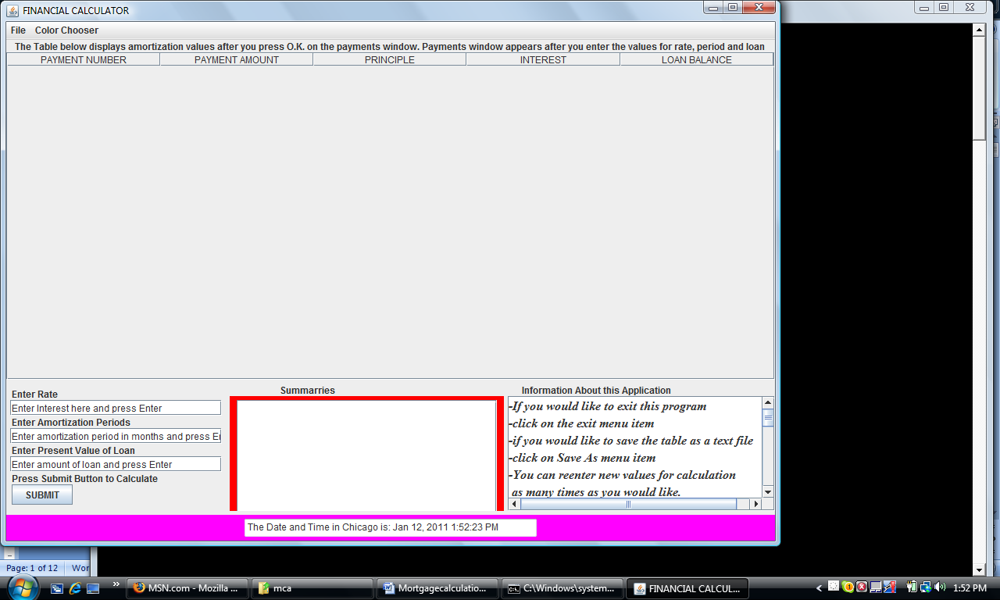 FINANCIAL CALCULATOR
File Color Chooser
The Table below displays amortization values after you press O.K. on the payments window. Payments window appears after you enter the values for rate, period and loan
PAYMENT NUMBER PAYMENT AMOUNT PRINCIPLE INTEREST LOAN BALANCE
Enter Rate
Enter Interest here and press Enter
Enter Amortization Periods
Enter amortization period in months and press En
Enter Present Value of Loan
Enter amount of loan and press Enter
Press Submit Button to Calculate
SUBMIT
Summarries
Information About this Application
-If you would like to exit this program
-click on the exit menu item
-if you would like to save the table as a text file
-click on Save As menu item
-You can reenter new values for calculation
as many times as you would like.
The Date and Time in Chicago is: Jan 12, 2011 1:52:23 PM
Page: 1 of 12 Wor
MSN.com - Mozilla ... mca Mortgagecalculatio... C:\Windows\system... FINANCIAL CALCUL... 1:52 PM